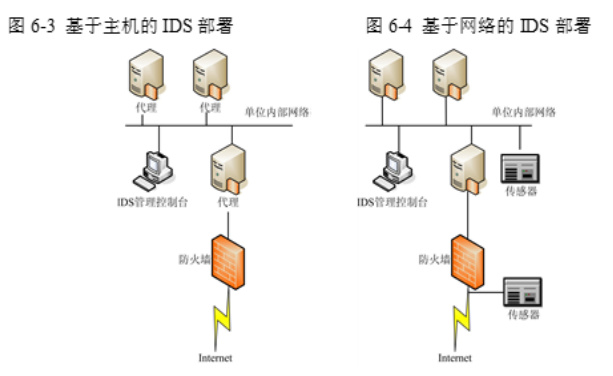 图 6-3 基于主机的 IDS 部署
图 6-4 基于网络的 IDS 部署
代理
代理
单位内部网络
IDS管理控制台
代理
防火墙
Internet
单位内部网络
IDS管理控制台
传感器
防火墙
传感器
Internet